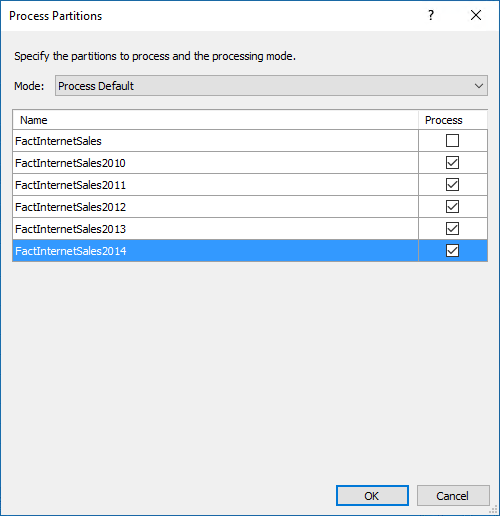 Process Partitions
?
Specify the partitions to process and the processing mode.
Mode: Process Default
Name Process
FactInternetSales
FactInternetSales2010
FactInternetSales2011
FactInternetSales2012
FactInternetSales2013
FactInternetSales2014
OK Cancel